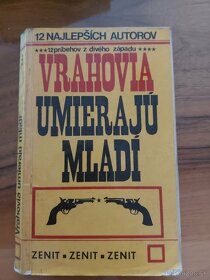 12 NAJLEPŠÍCH AUTOROV
*** 12 príbehov z divého západu ****
VRAHOVIA
UMIERAJÚ
MLADÍ
ZENIT ▪ ZENIT ▪ ZENIT
Vrahovia umierajú mladí